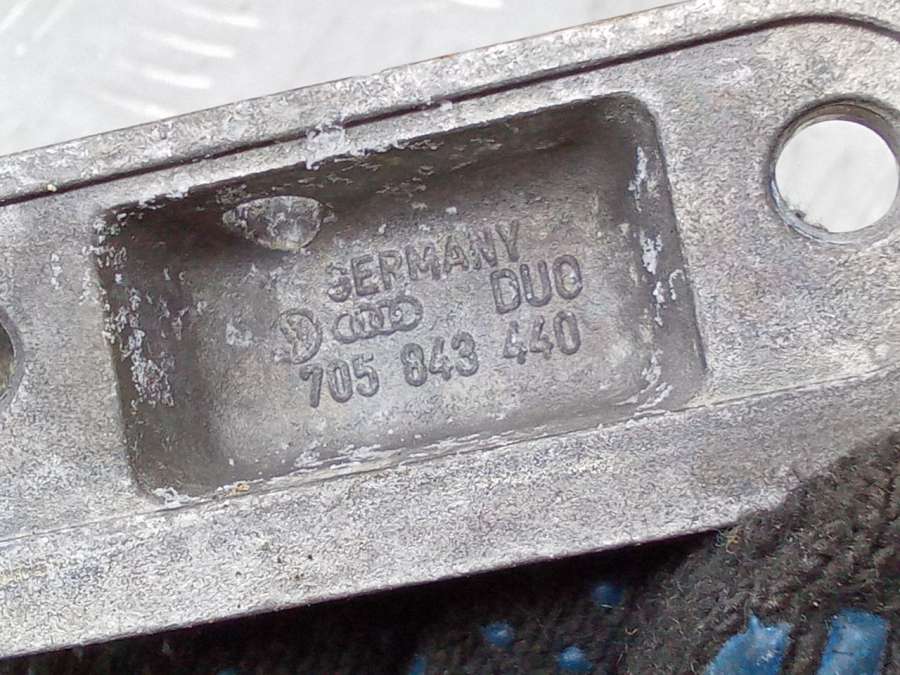 GERMANY
DUO
705 843 440